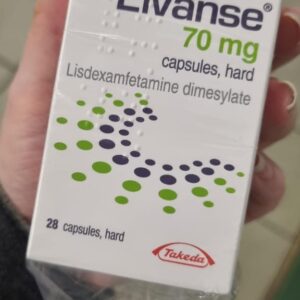 Elvanse®
70 mg
capsules, hard
Lisdexamfetamine dimesylate
28 capsules, hard
Takeda